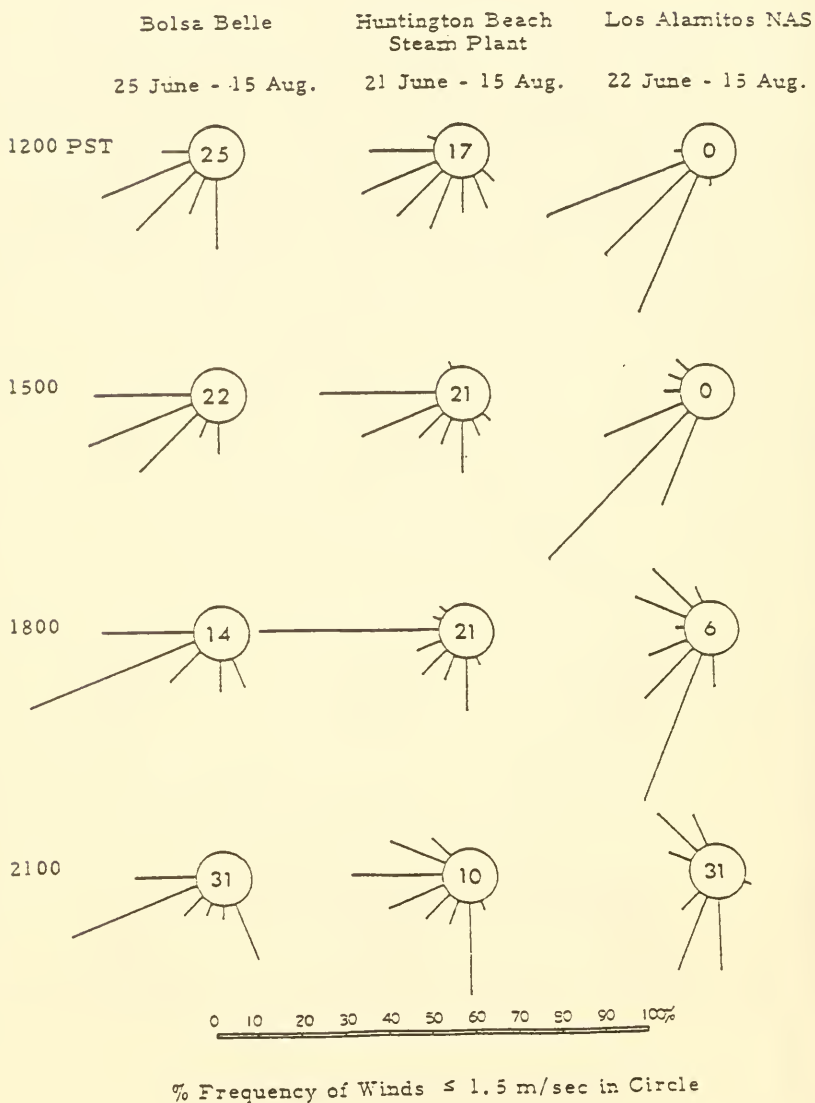 Bolsa Belle Huntington Beach Los Alamitos NAS
Steam Plant
25 June - 15 Aug. 21 June - 15 Aug. 22 June - 15 Aug.
1200 PST 25 17 0
1500 22 21 0
1800 14 21 6
2100 31 10 31
0 10 20 30 40 50 60 70 80 90 100%
% Frequency of Winds ≤ 1.5 m/sec in Circle